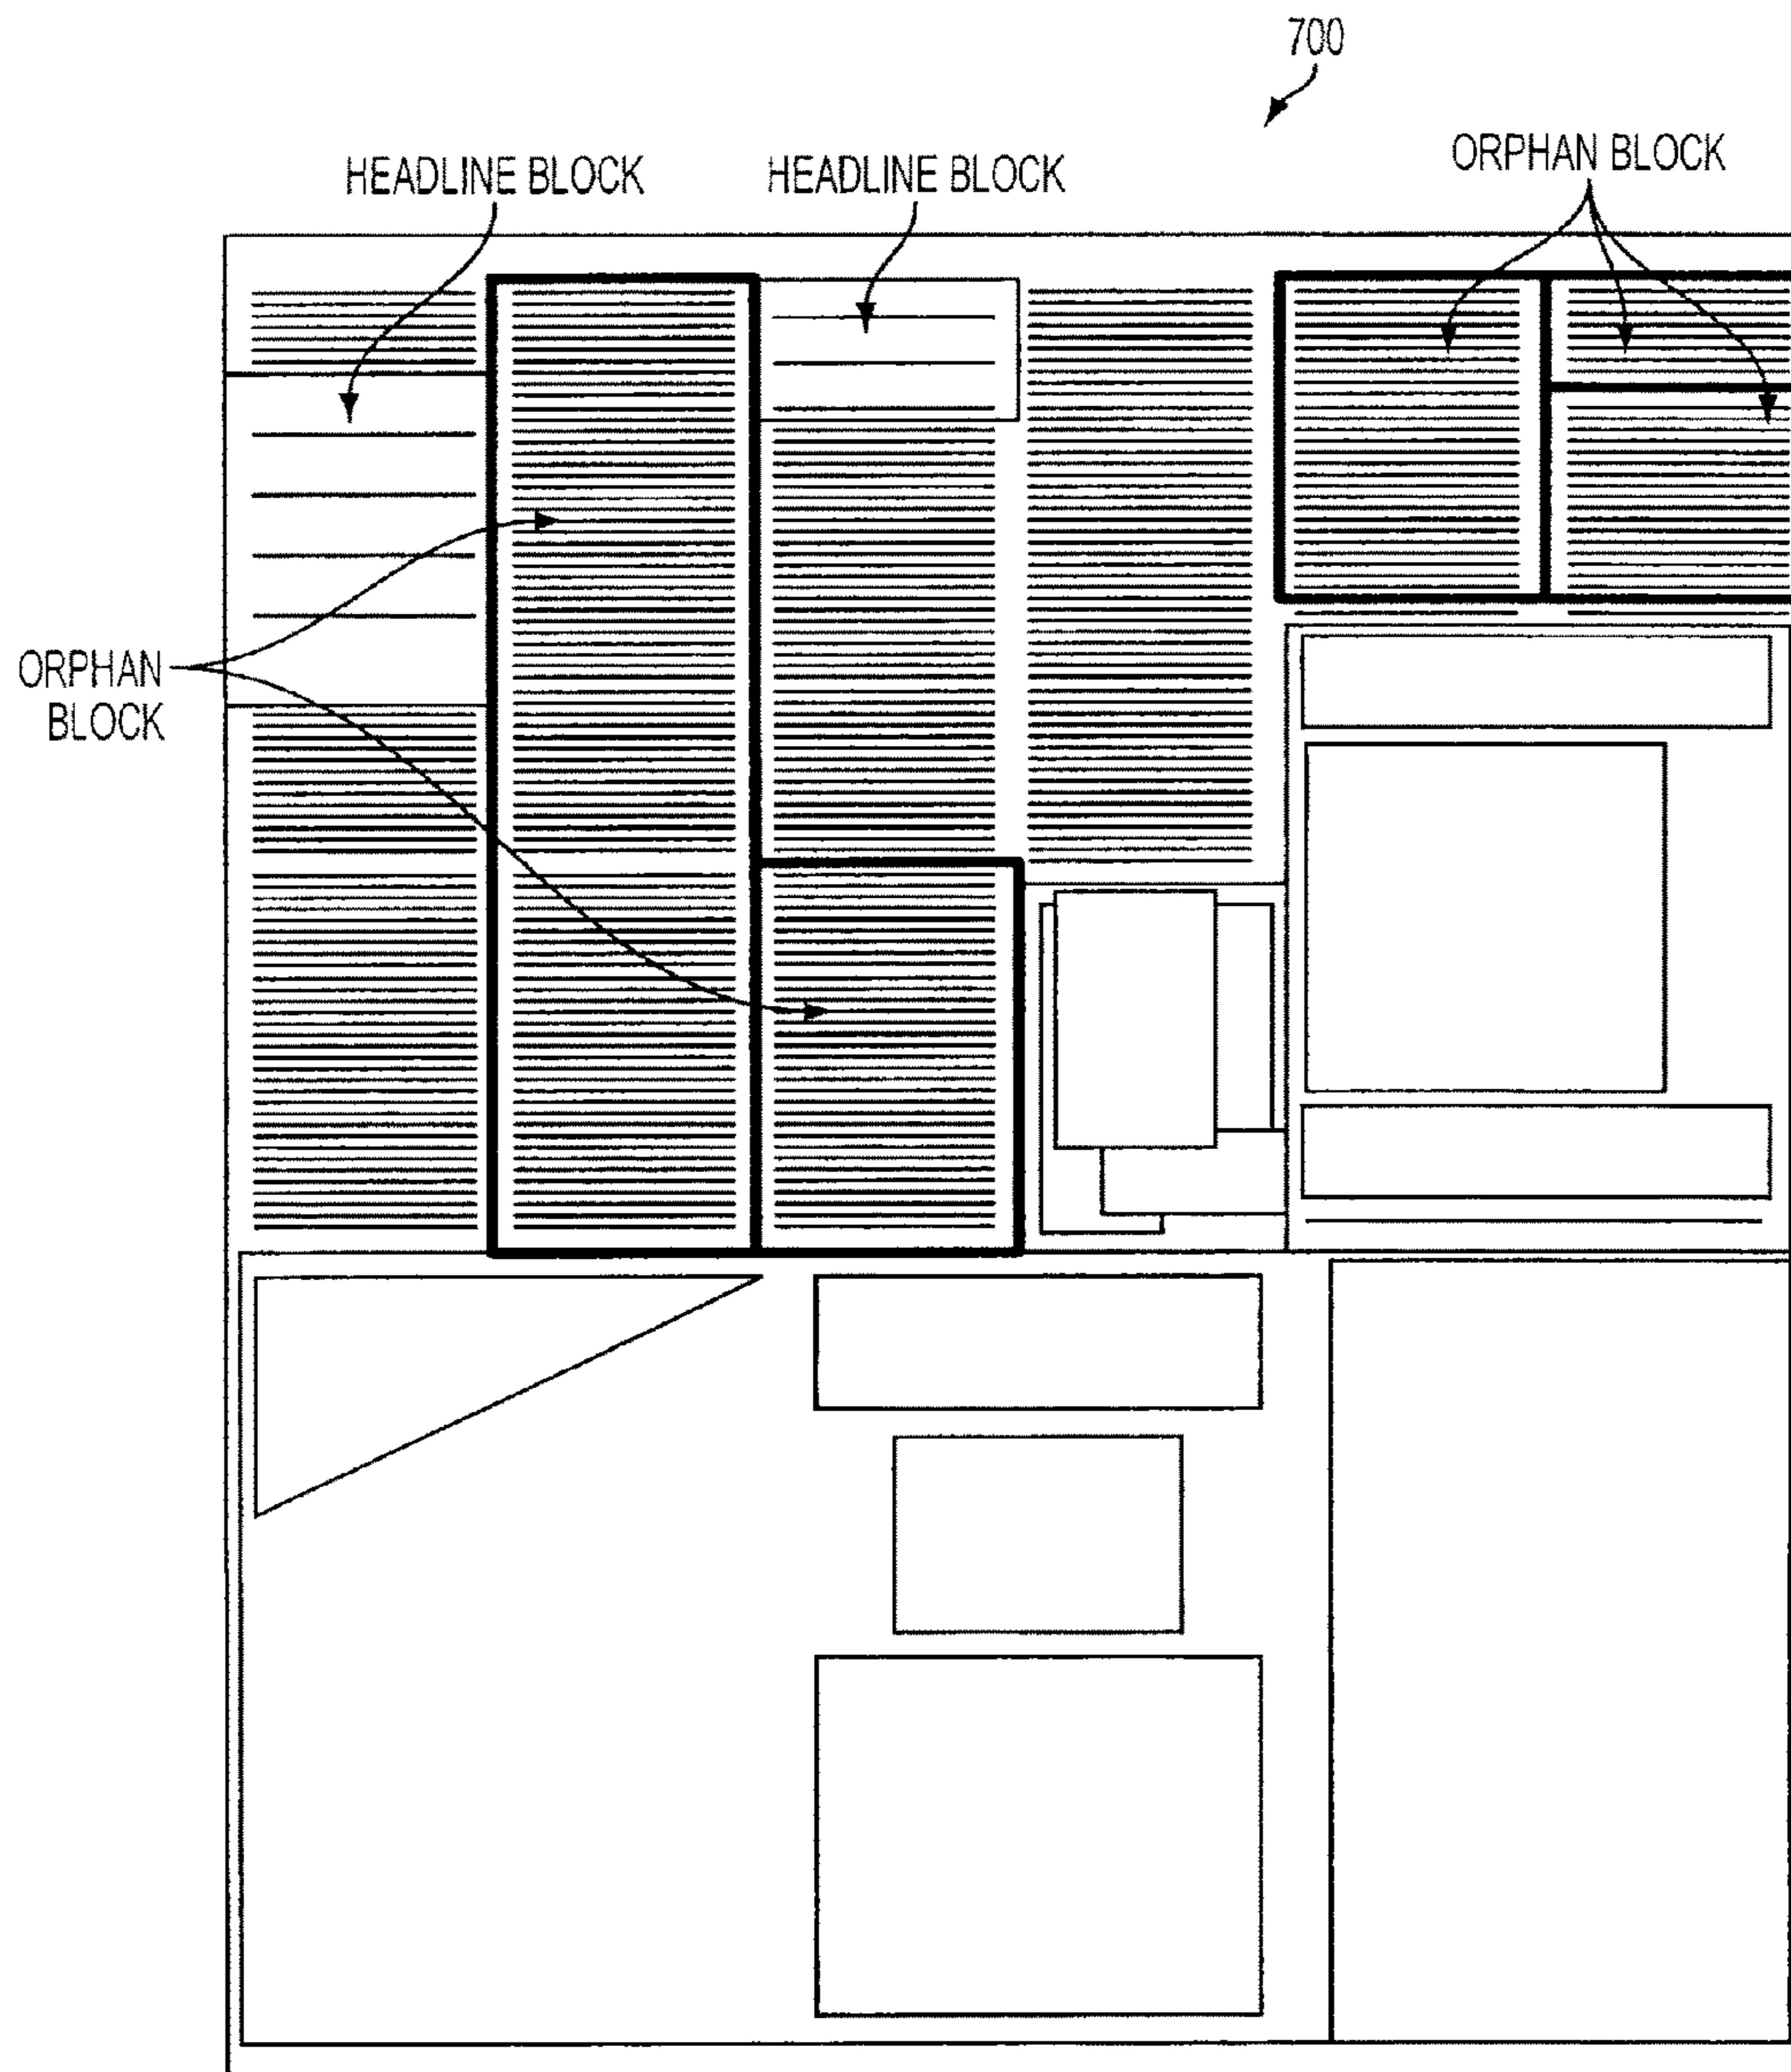 700
HEADLINE BLOCK
HEADLINE BLOCK
ORPHAN BLOCK
ORPHAN
BLOCK